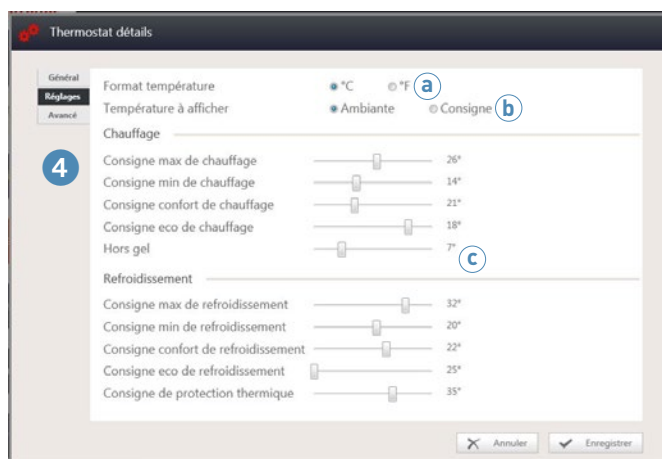 Thermostat détails
Général
Réglages
Avancé
Format température °C °F a
Température à afficher Ambiante Consigne b
Chauffage
4
Consigne max de chauffage 26°
Consigne min de chauffage 14°
Consigne confort de chauffage 21°
Consigne eco de chauffage 18°
Hors gel 7°
c
Refroidissement
Consigne max de refroidissement 32°
Consigne min de refroidissement 20°
Consigne confort de refroidissement 22°
Consigne eco de refroidissement 25°
Consigne de protection thermique 35°
Annuler Enregistrer